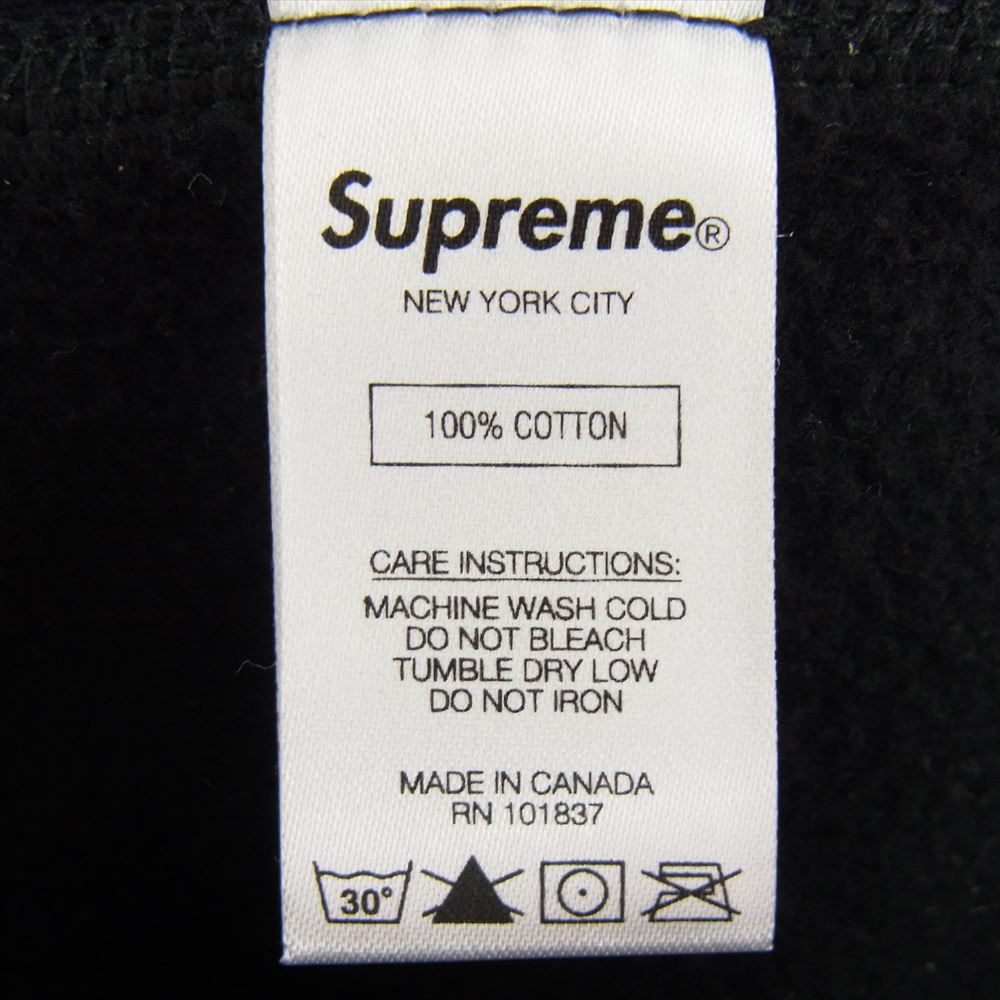 Supreme®
NEW YORK CITY
100% COTTON
CARE INSTRUCTIONS:
MACHINE WASH COLD
DO NOT BLEACH
TUMBLE DRY LOW
DO NOT IRON
MADE IN CANADA
RN 101837
30°